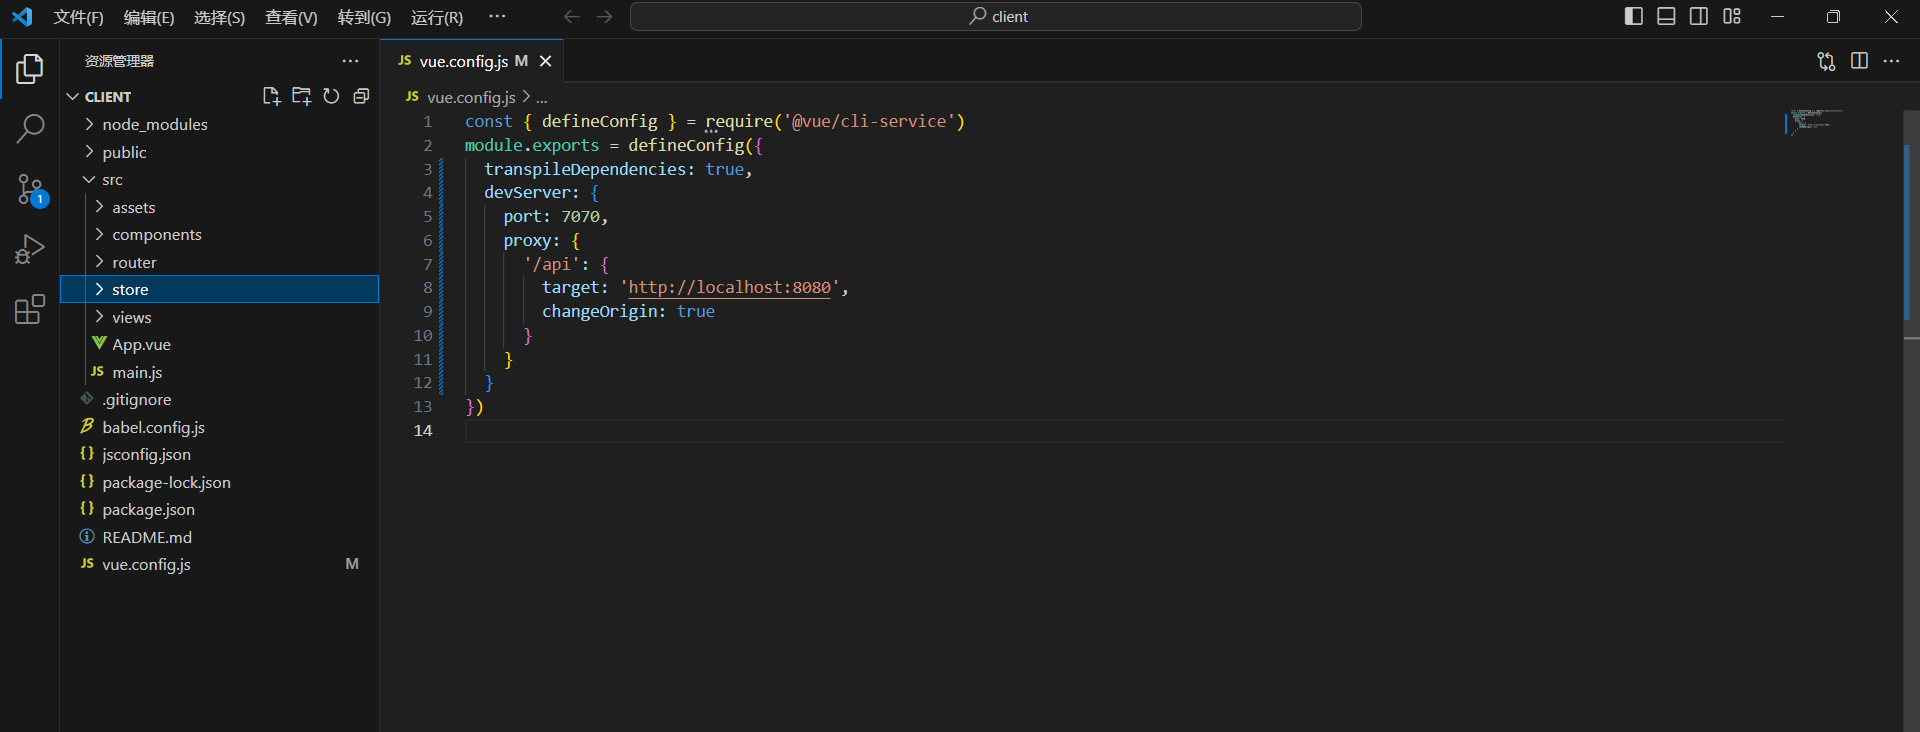 文件(F) 编辑(E) 选择(S) 查看(V) 转到(G) 运行(R) ··· client
资源管理器 ···
CLIENT
node_modules
public
src
assets
components
router
store
views
App.vue
JS main.js
.gitignore
babel.config.js
{} jsconfig.json
{} package-lock.json
{} package.json
README.md
JS vue.config.js M
1
JS vue.config.js M
JS vue.config.js > ...
1 const { defineConfig } = require('@vue/cli-service')
2 module.exports = defineConfig({
3 transpileDependencies: true,
4 devServer: {
5 port: 7070,
6 proxy: {
7 '/api': {
8 target: 'http://localhost:8080',
9 changeOrigin: true
10 }
11 }
12 }
13 })
14